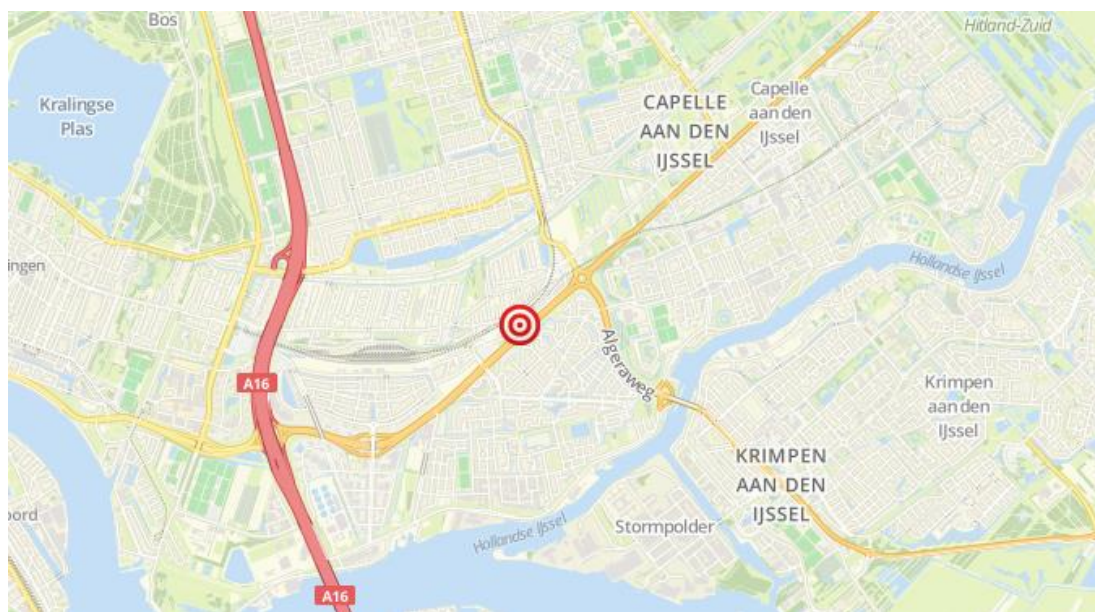 Bos
Hitland-Zuid
Kralingse
Plas
CAPELLE
AAN DEN
IJSSEL
Capelle
aan den
IJssel
ingen
Hollandse IJssel
Algeraweg
A16
Krimpen
aan den
IJssel
KRIMPEN
AAN DEN
IJSSEL
Stormpolder
Hollandse IJssel
oord
A16